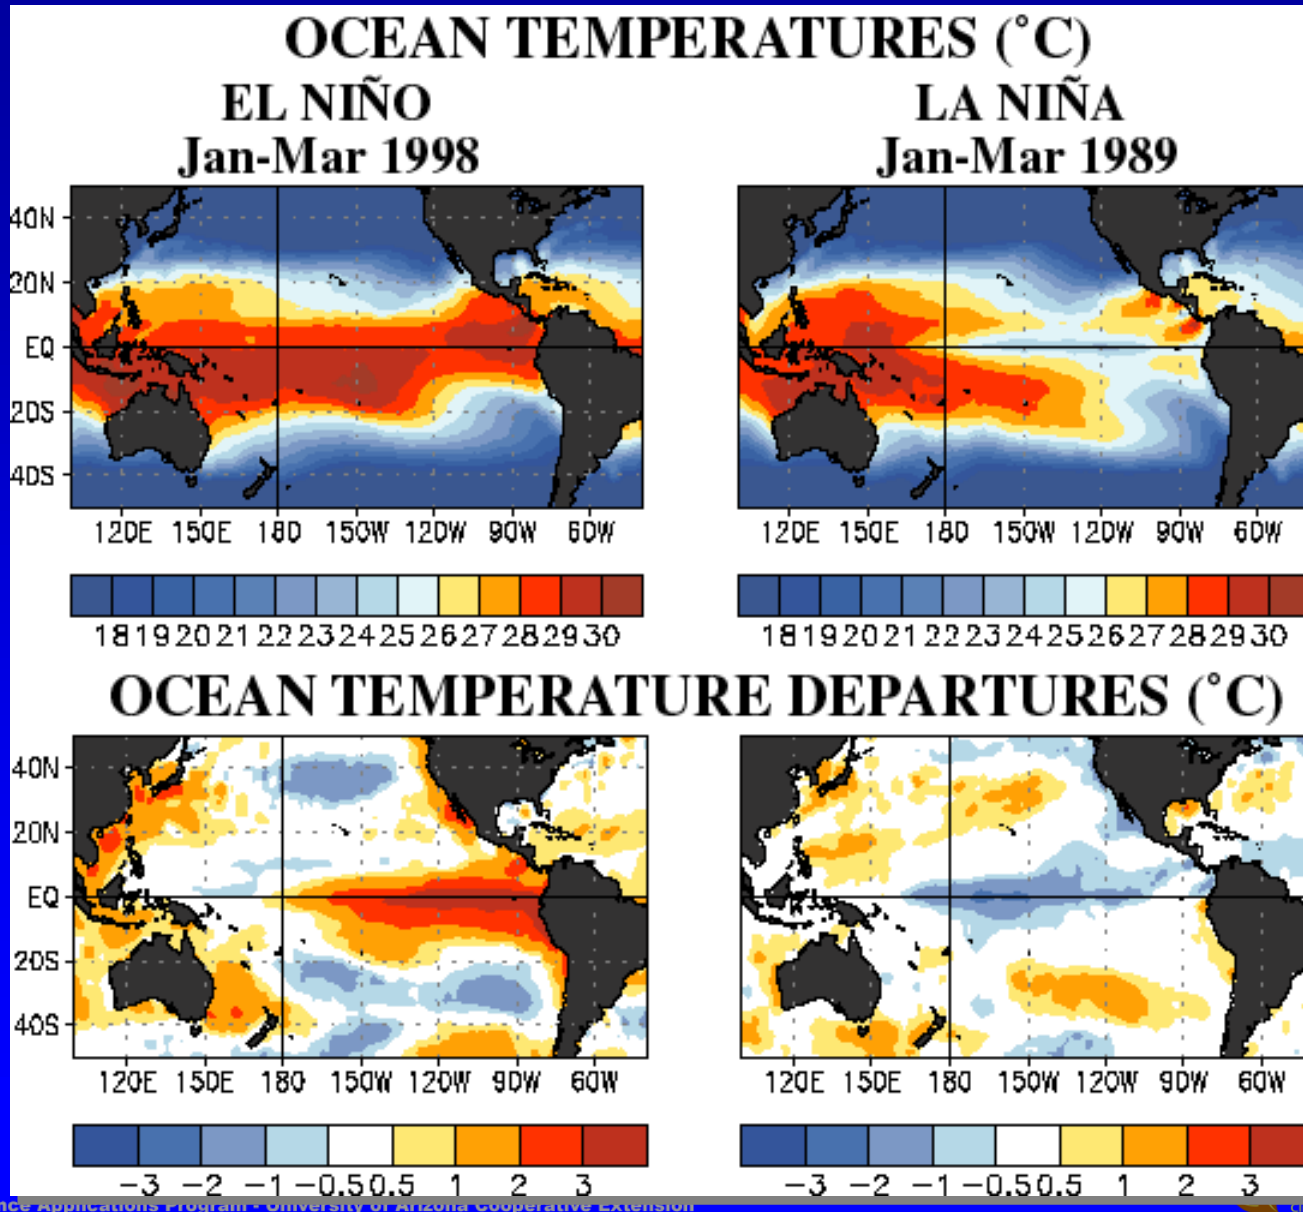 OCEAN TEMPERATURES (˚C)
EL NIÑO
LA NIÑA
Jan-Mar 1998
Jan-Mar 1989
40N
20N
EQ
20S
40S
120E 150E 180 150W 120W 90W 60W
120E 150E 180 150W 120W 90W 60W
18 19 20 21 22 23 24 25 26 27 28 29 30
18 19 20 21 22 23 24 25 26 27 28 29 30
OCEAN TEMPERATURE DEPARTURES (˚C)
40N
20N
EQ
20S
40S
120E 150E 180 150W 120W 90W 60W
120E 150E 180 150W 120W 90W 60W
-3 -2 -1 -0.5 0.5 1 2 3
-3 -2 -1 -0.5 0.5 1 2 3
Applications Program - University of Arizona Cooperative Extension